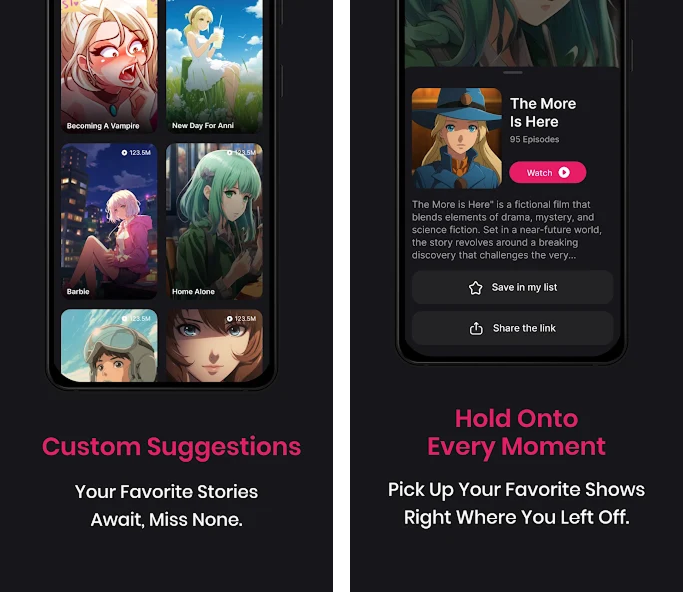 Becoming A Vampire
New Day For Anni
123.5M
123.5M
Barbie
Home Alone
123.5M
123.5M
Custom Suggestions
Your Favorite Stories
Await, Miss None.
The More
Is Here
95 Episodes
Watch
The More is Here" is a fictional film that
blends elements of drama, mystery, and
science fiction. Set in a near-future world,
the story revolves around a breaking
discovery that challenges the very...
Save in my list
Share the link
Hold Onto
Every Moment
Pick Up Your Favorite Shows
Right Where You Left Off.